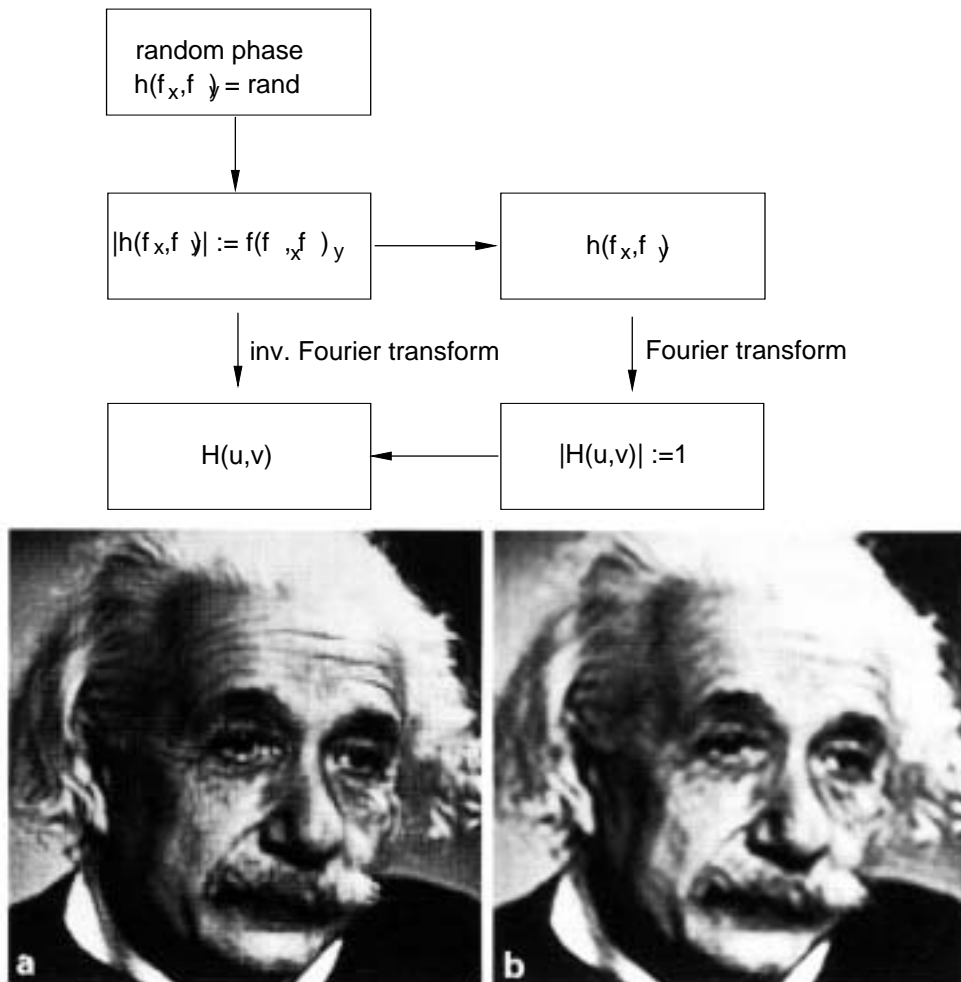 random phase
h(f x,f y) = rand
|h(f x,f y)| := f(f ,x f )y
h(f x,f y)
inv. Fourier transform
Fourier transform
H(u,v)
|H(u,v)| :=1
a
b